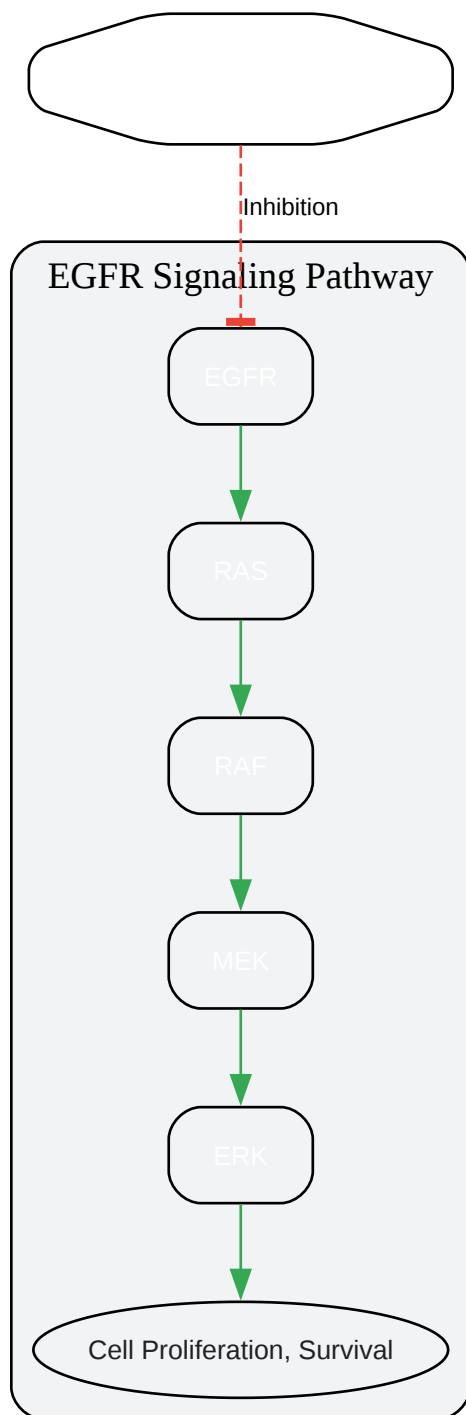 Inhibition
EGFR Signaling Pathway
EGFR
RAS
RAF
MEK
ERK
Cell Proliferation, Survival